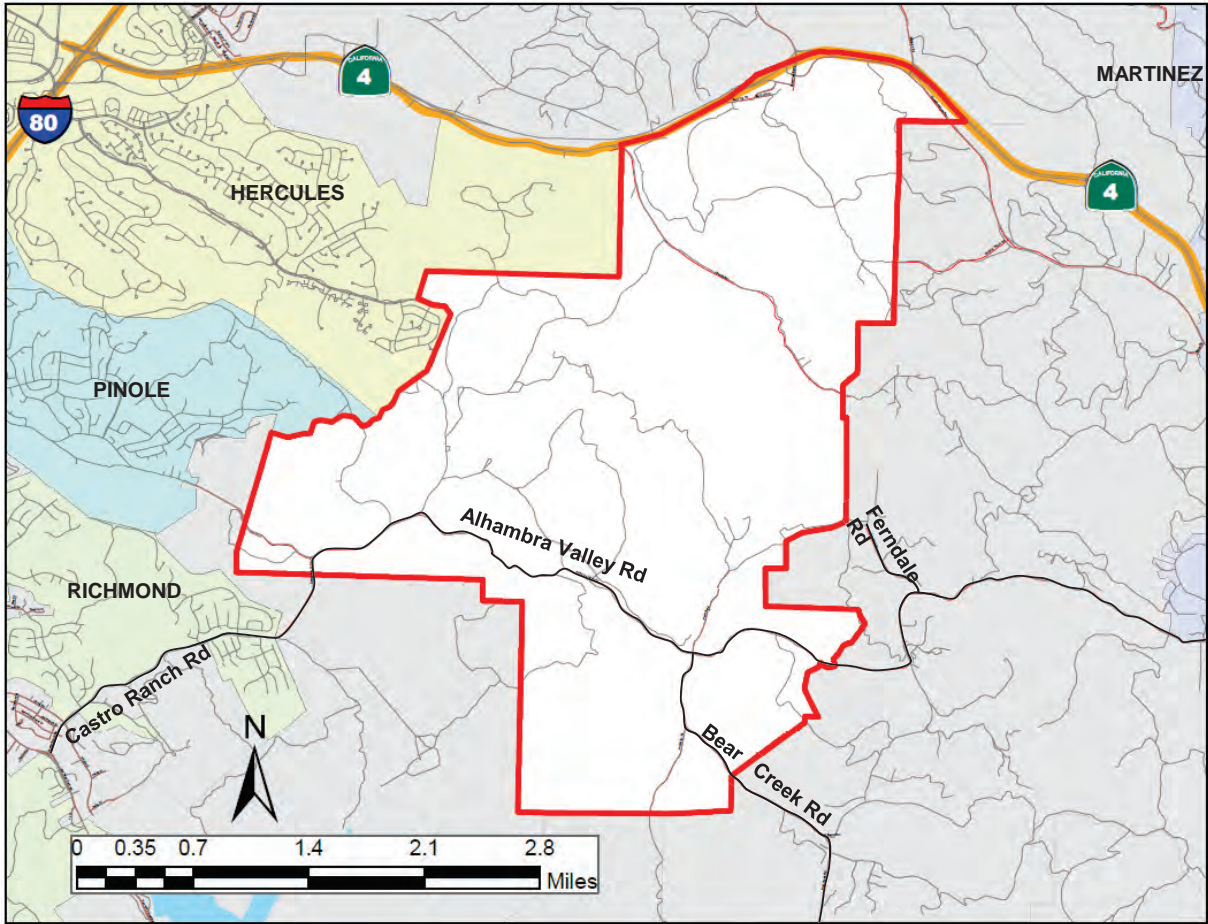 CALIFORNIA
4
MARTINEZ
80
HERCULES
CALIFORNIA
4
PINOLE
Alhambra Valley Rd
Ferndale
Rd
RICHMOND
Castro Ranch Rd
N
Bear Creek Rd
0 0.35 0.7 1.4 2.1 2.8
Miles